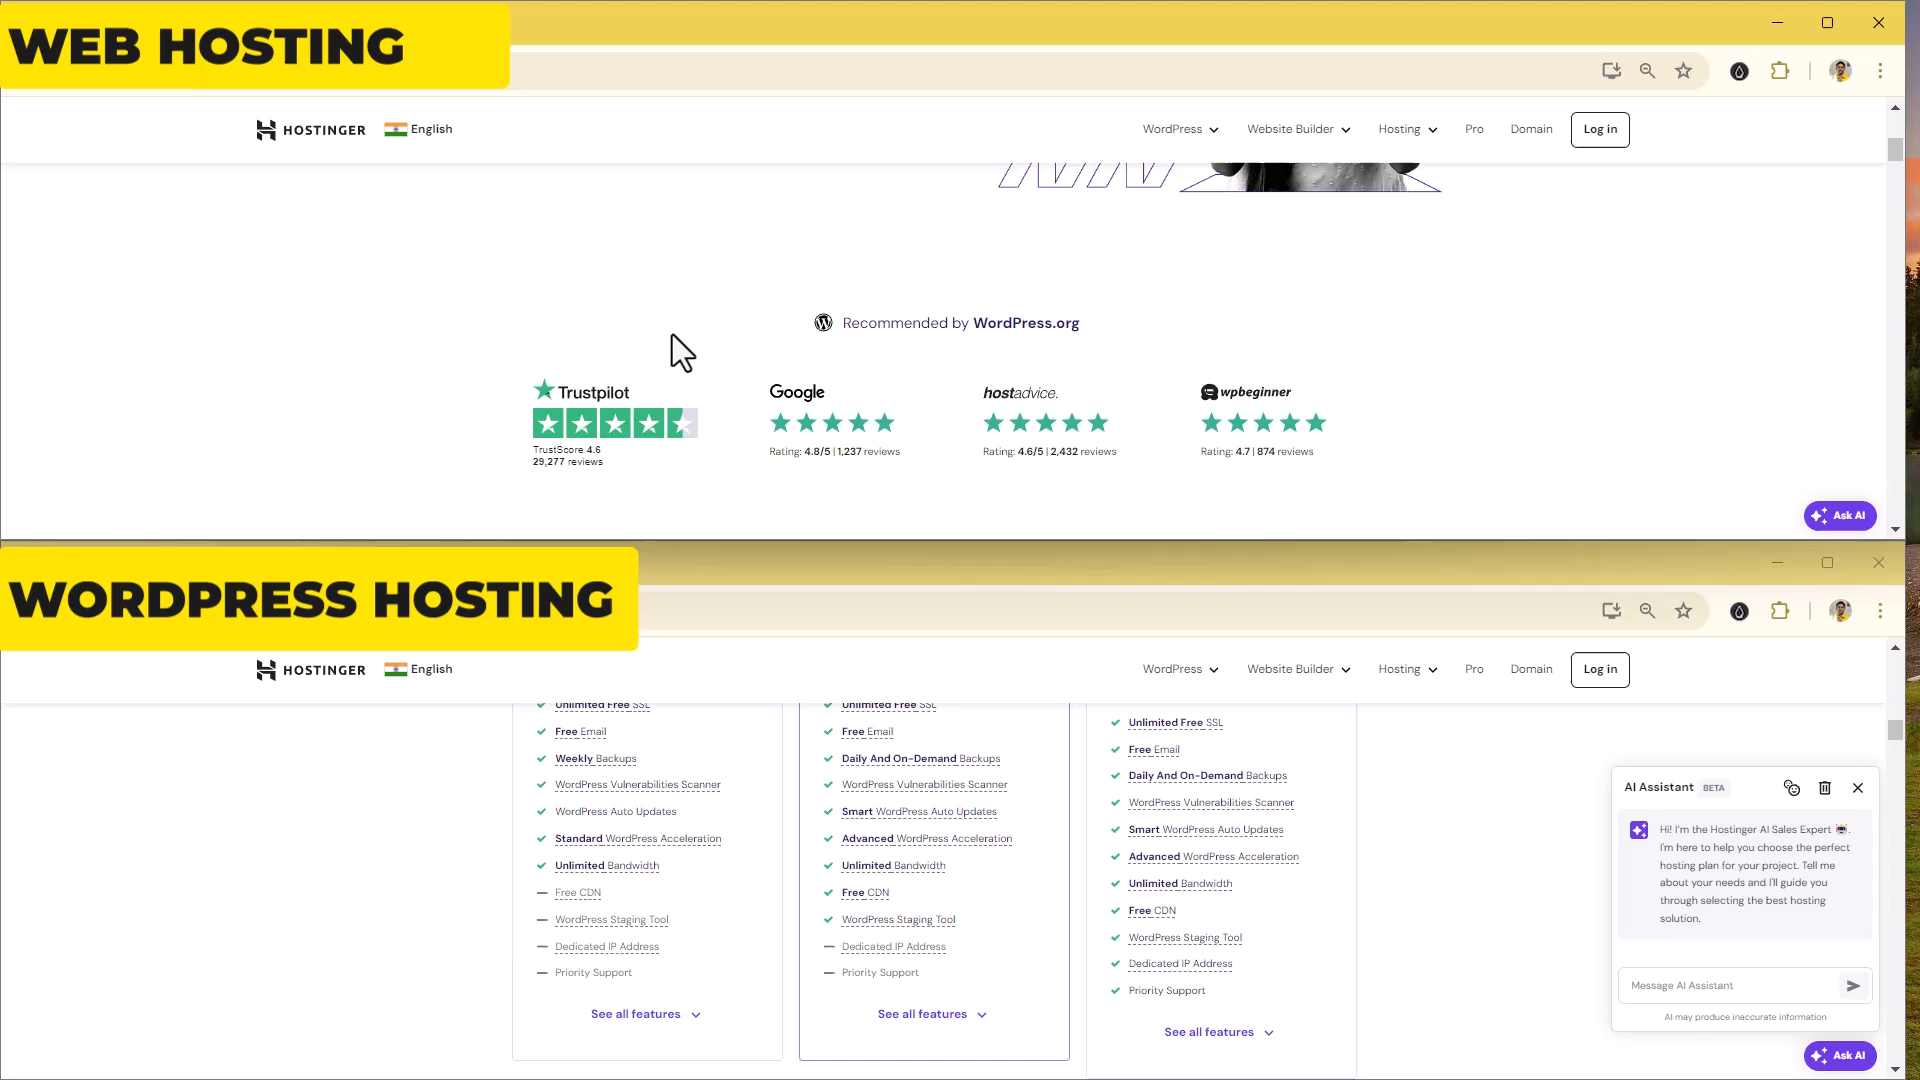 WEB HOSTING
HOSTINGER English WordPress Website Builder Hosting Pro Domain Log in
Recommended by WordPress.org
Trustpilot
TrustScore 4.6
29,277 reviews
Google
Rating: 4.8/5 | 1,237 reviews
hostadvice.
Rating: 4.6/5 | 2,432 reviews
wpbeginner
Rating: 4.7 | 874 reviews
Ask AI
WORDPRESS HOSTING
HOSTINGER English WordPress Website Builder Hosting Pro Domain Log in
Unlimited Free SSL
Free Email
Weekly Backups
WordPress Vulnerabilities Scanner
WordPress Auto Updates
Standard WordPress Acceleration
Unlimited Bandwidth
Free CDN
WordPress Staging Tool
Dedicated IP Address
Priority Support
See all features
Unlimited Free SSL
Free Email
Daily And On-Demand Backups
WordPress Vulnerabilities Scanner
Smart WordPress Auto Updates
Advanced WordPress Acceleration
Unlimited Bandwidth
Free CDN
WordPress Staging Tool
Dedicated IP Address
Priority Support
See all features
Unlimited Free SSL
Free Email
Daily And On-Demand Backups
WordPress Vulnerabilities Scanner
Smart WordPress Auto Updates
Advanced WordPress Acceleration
Unlimited Bandwidth
Free CDN
WordPress Staging Tool
Dedicated IP Address
Priority Support
See all features
AI Assistant BETA
Hi! I'm the Hostinger AI Sales Expert 🤖.
I'm here to help you choose the perfect
hosting plan for your project. Tell me
about your needs and I'll guide you
through selecting the best hosting
solution.
Message AI Assistant
AI may produce inaccurate information
Ask AI